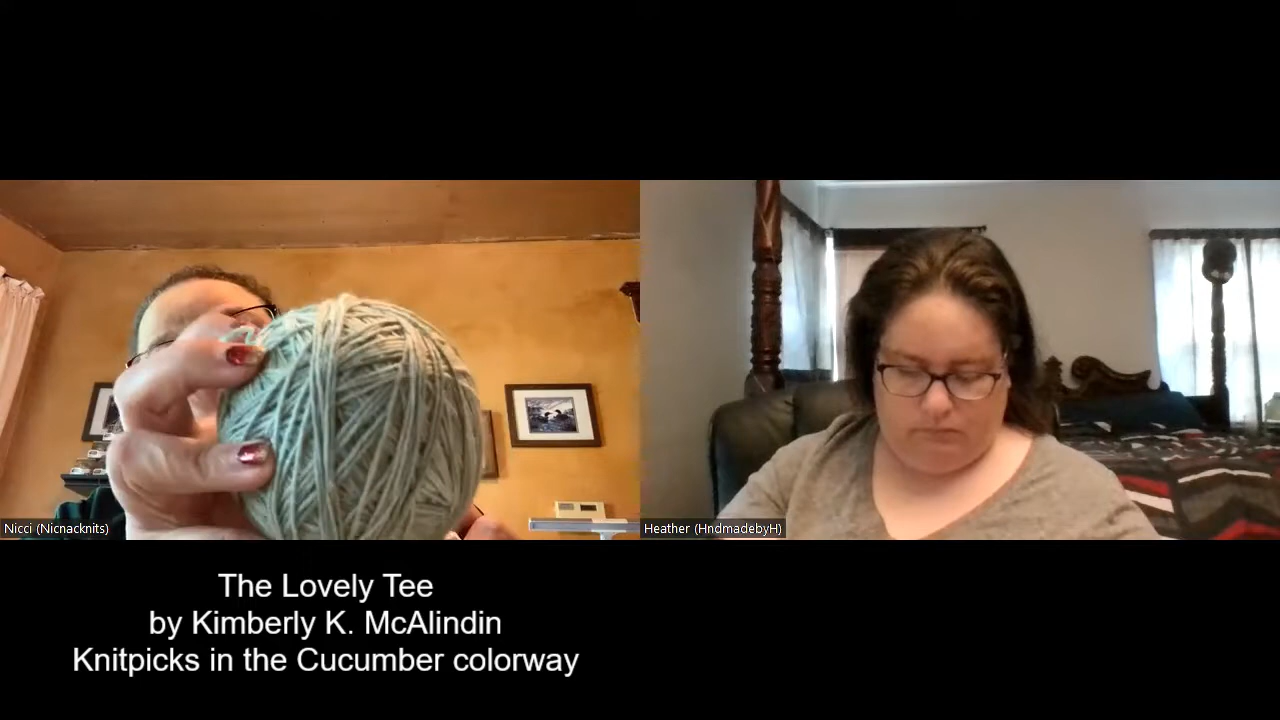 Nicci (Nicnacknits)
Heather (HndmadebyH)
The Lovely Tee
by Kimberly K. McAlindin
Knitpicks in the Cucumber colorway